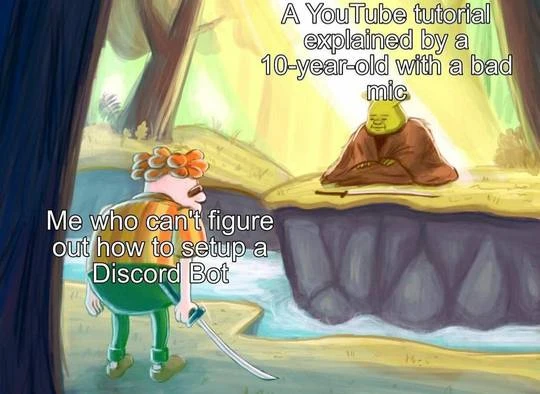 A YouTube tutorial
explained by a
10-year-old with a bad
mic
Me who can't figure
out how to setup a
Discord Bot